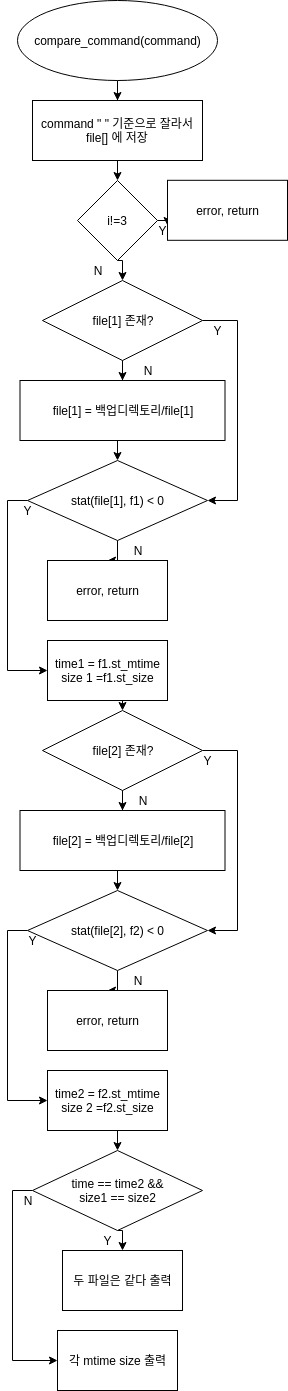 compare_command(command)
command " " 기준으로 잘라서
file[] 에 저장
i!=3
Y
error, return
N
file[1] 존재?
Y
N
file[1] = 백업디렉토리/file[1]
stat(file[1], f1) < 0
Y
N
error, return
time1 = f1.st_mtime
size 1 =f1.st_size
file[2] 존재?
Y
N
file[2] = 백업디렉토리/file[2]
stat(file[2], f2) < 0
Y
N
error, return
time2 = f2.st_mtime
size 2 =f2.st_size
time == time2 &&
size1 == size2
N
Y
두 파일은 같다 출력
각 mtime size 출력